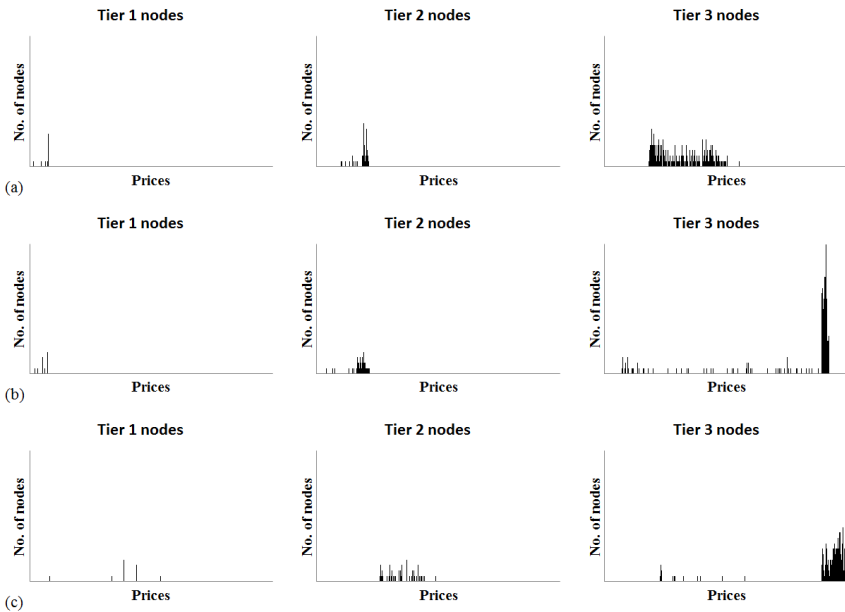 Tier 1 nodes Tier 2 nodes Tier 3 nodes
No. of nodes No. of nodes No. of nodes
Prices Prices Prices
(a)
Tier 1 nodes Tier 2 nodes Tier 3 nodes
No. of nodes No. of nodes No. of nodes
Prices Prices Prices
(b)
Tier 1 nodes Tier 2 nodes Tier 3 nodes
No. of nodes No. of nodes No. of nodes
Prices Prices Prices
(c)